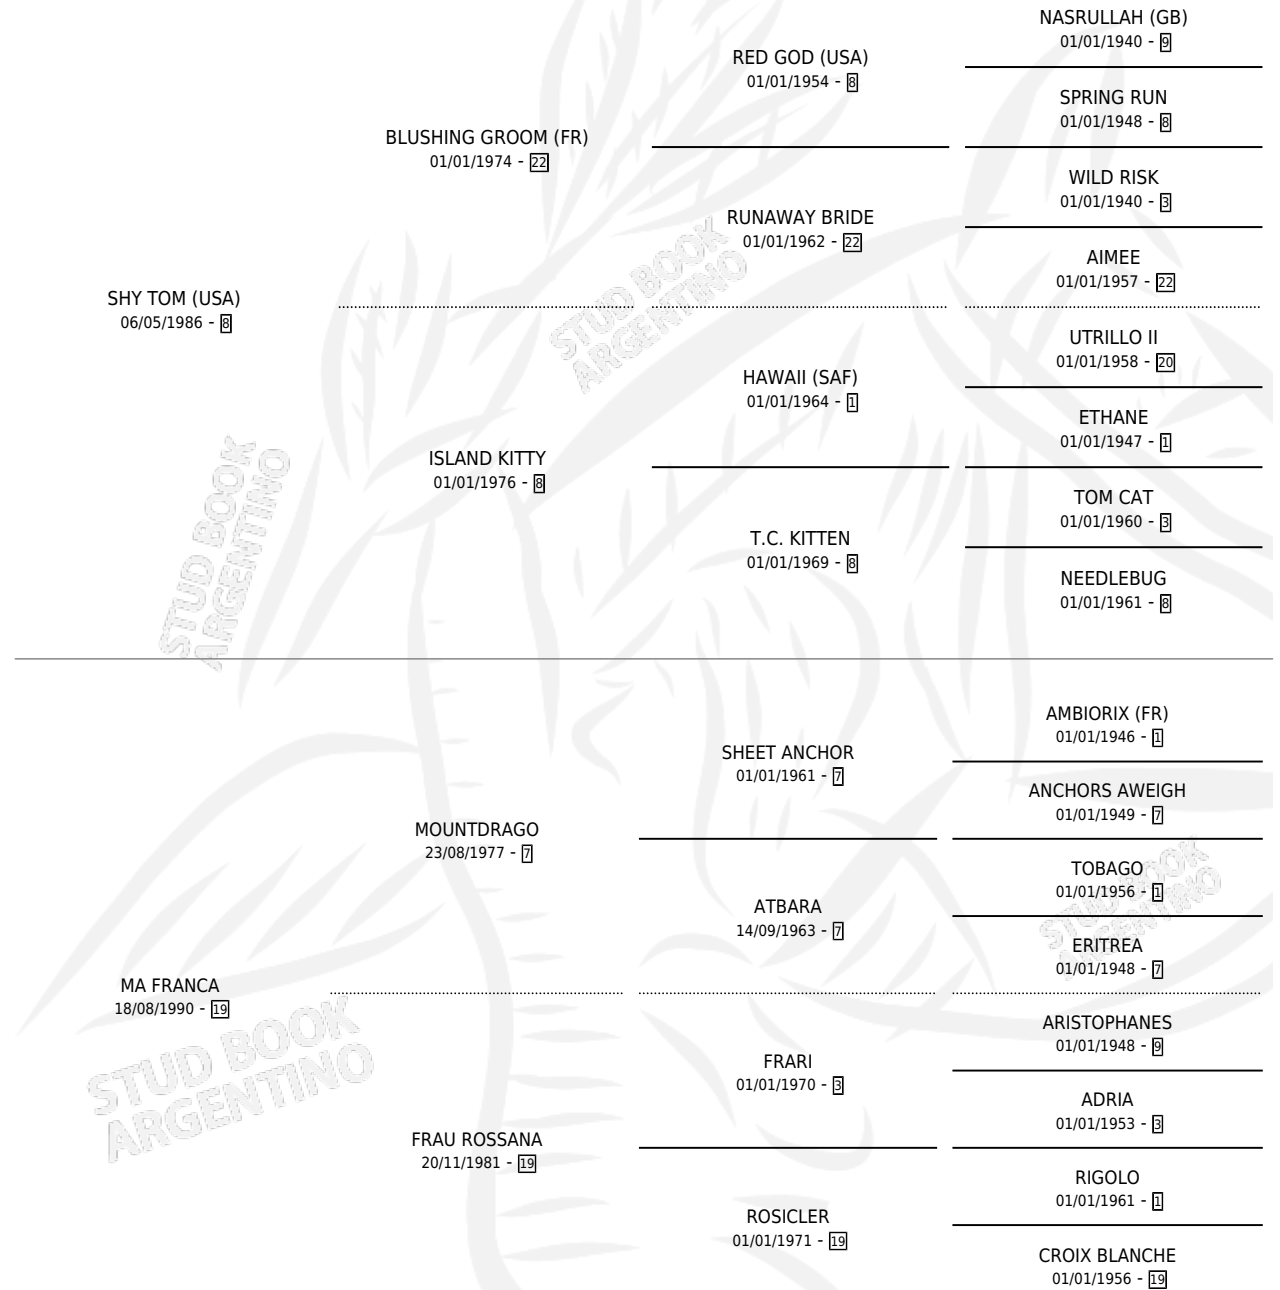 NASRULLAH (GB)
01/01/1940 - 9
RED GOD (USA)
01/01/1954 - 8
SPRING RUN
01/01/1948 - 8
BLUSHING GROOM (FR)
01/01/1974 - 22
WILD RISK
01/01/1940 - 3
RUNAWAY BRIDE
01/01/1962 - 22
AIMEE
01/01/1957 - 22
SHY TOM (USA)
06/05/1986 - 8
UTRILLO II
01/01/1958 - 20
HAWAII (SAF)
01/01/1964 - 1
ETHANE
01/01/1947 - 1
ISLAND KITTY
01/01/1976 - 8
TOM CAT
01/01/1960 - 3
T.C. KITTEN
01/01/1969 - 8
NEEDLEBUG
01/01/1961 - 8
AMBIORIX (FR)
01/01/1946 - 1
SHEET ANCHOR
01/01/1961 - 7
ANCHORS AWEIGH
01/01/1949 - 7
MOUNTDRAGO
23/08/1977 - 7
TOBAGO
01/01/1956 - 1
ATBARA
14/09/1963 - 7
ERITREA
01/01/1948 - 7
MA FRANCA
18/08/1990 - 19
ARISTOPHANES
01/01/1948 - 9
FRARI
01/01/1970 - 3
ADRIA
01/01/1953 - 3
FRAU ROSSANA
20/11/1981 - 19
RIGOLO
01/01/1961 - 1
ROSICLER
01/01/1971 - 19
CROIX BLANCHE
01/01/1956 - 19
STUD BOOK
ARGENTINO
STUD BOOK
ARGENTINO
STUD BOOK
ARGENTINO
STUD BOOK
ARGENTINO